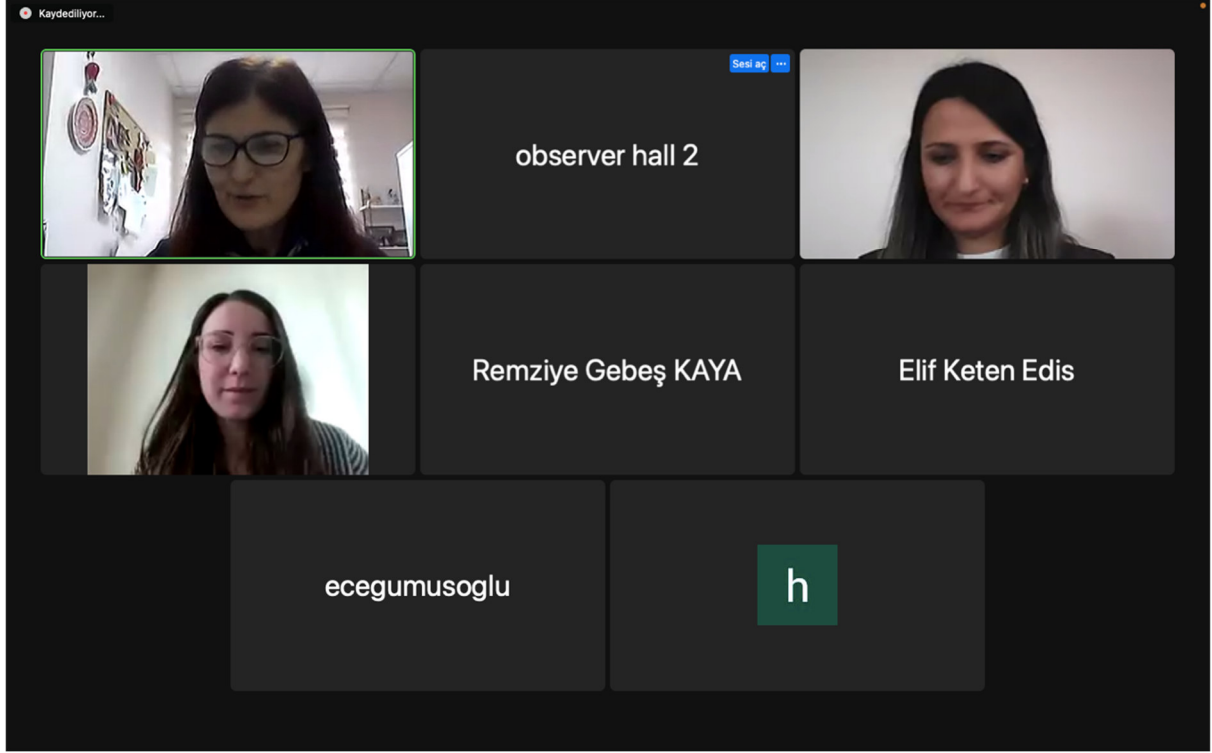 Kaydediliyor...
Sesi aç ...
observer hall 2
Remziye Gebeş KAYA
Elif Keten Edis
ecegumusoglu
h